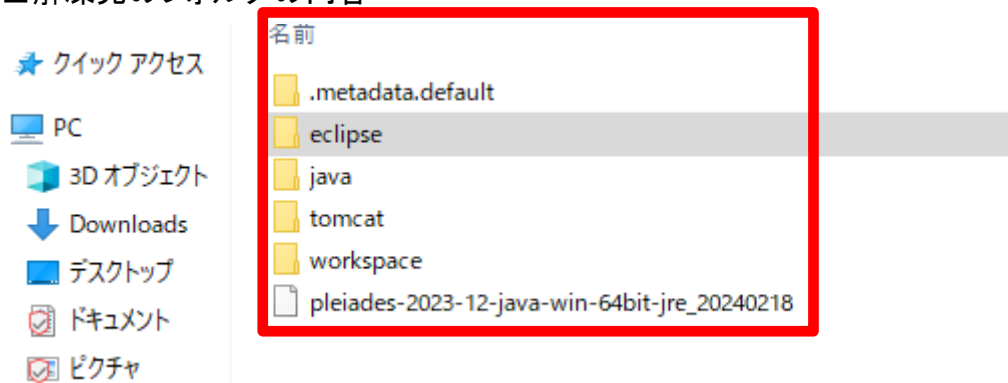 名前
クイック アクセス
.metadata.default
PC
eclipse
3D オブジェクト
java
Downloads
tomcat
デスクトップ
workspace
ドキュメント
pleiades-2023-12-java-win-64bit-jre_20240218
ピクチャ